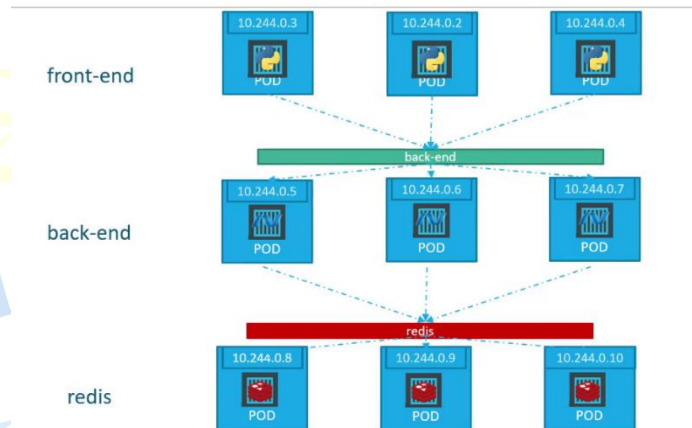 10.244.0.3
10.244.0.2
10.244.0.4
front-end
POD
POD
POD
back-end
10.244.0.5
10.244.0.6
10.244.0.7
back-end
POD
POD
POD
redis
10.244.0.8
10.244.0.9
10.244.0.10
redis
POD
POD
POD